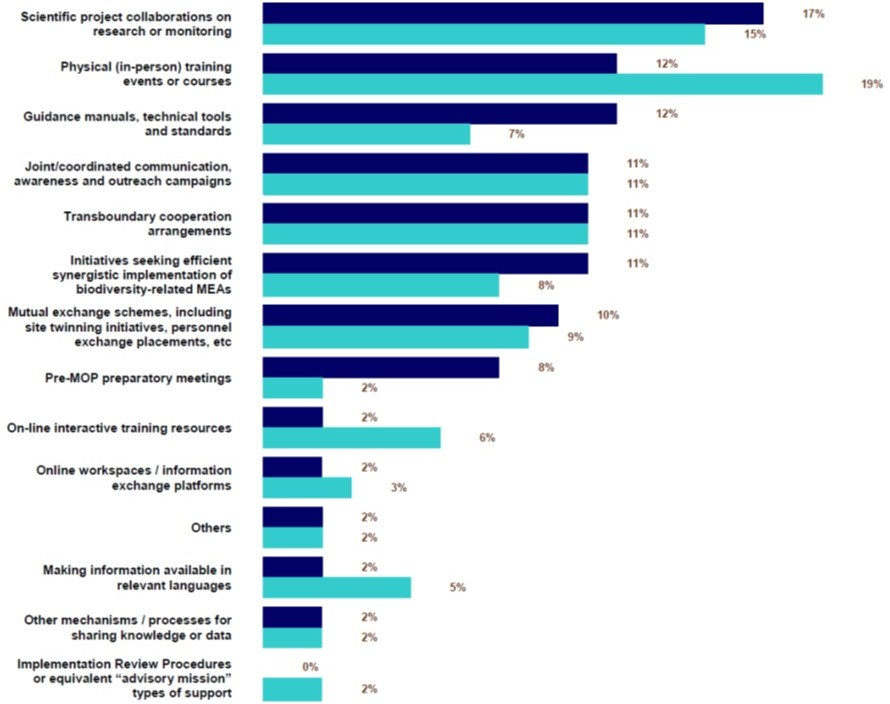 Scientific project collaborations on
research or monitoring
17%
15%
Physical (in-person) training
events or courses
12%
19%
Guidance manuals, technical tools
and standards
12%
7%
Joint/coordinated communication,
awareness and outreach campaigns
11%
11%
Transboundary cooperation
arrangements
11%
11%
Initiatives seeking efficient
synergistic implementation of
biodiversity-related MEAs
11%
8%
Mutual exchange schemes, including
site twinning initiatives, personnel
exchange placements, etc
10%
9%
Pre-MOP preparatory meetings
8%
2%
On-line interactive training resources
2%
6%
Online workspaces / information
exchange platforms
2%
3%
Others
2%
2%
Making information available in
relevant languages
2%
5%
Other mechanisms / processes for
sharing knowledge or data
2%
2%
Implementation Review Procedures
or equivalent “advisory mission”
types of support
0%
2%